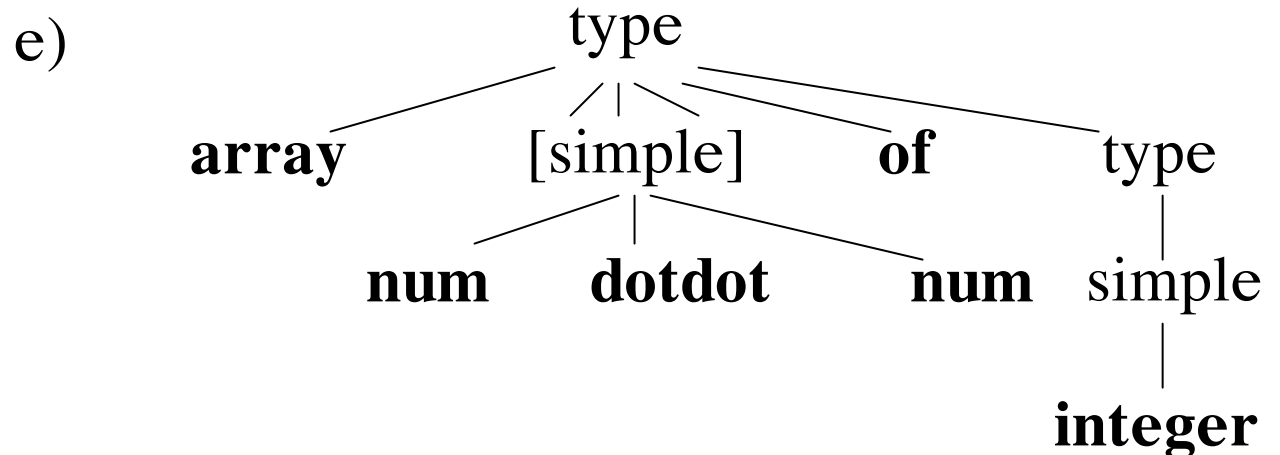 e) type
array [simple] of type
num dotdot num simple
integer